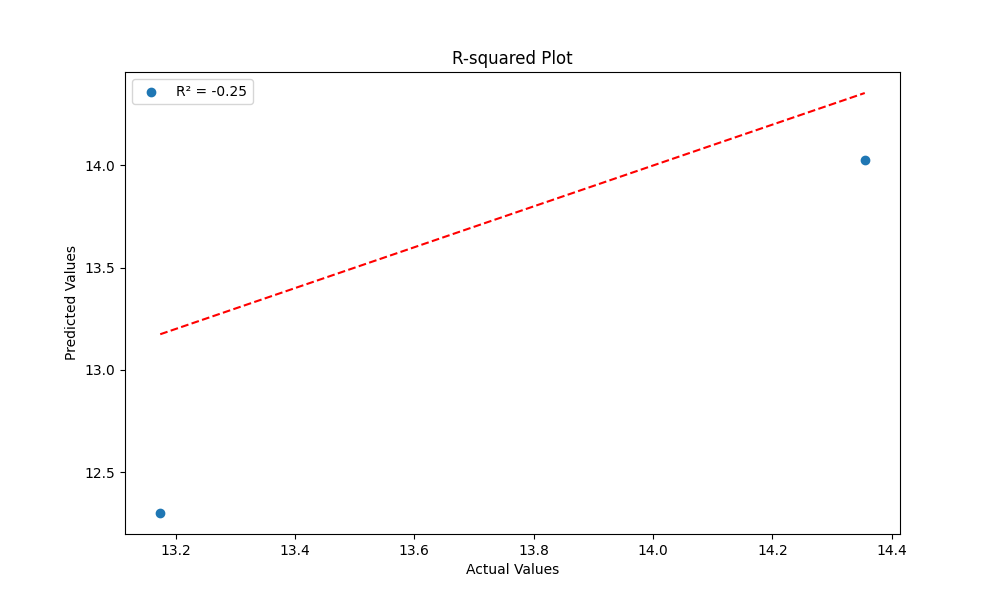 R-squared Plot
R² = -0.25
Predicted Values
14.0
13.5
13.0
12.5
13.2 13.4 13.6 13.8 14.0 14.2 14.4
Actual Values